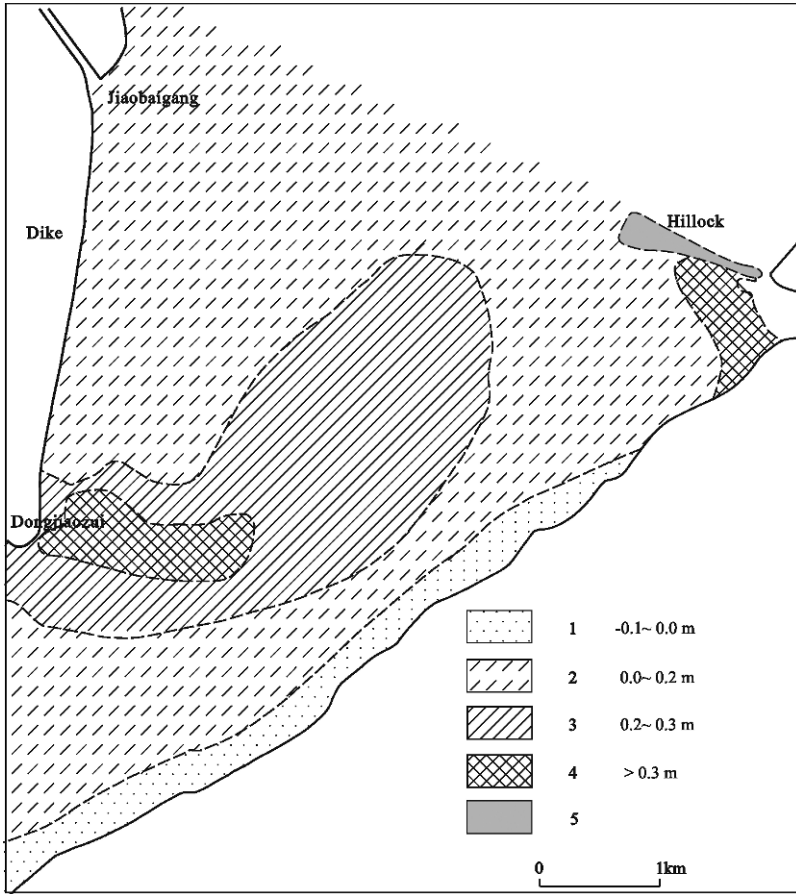 Jiaobaigang
Dike
Hillock
Dongjiaozui
1 -0.1~ 0.0 m
2 0.0~ 0.2 m
3 0.2~ 0.3 m
4 > 0.3 m
5
0 1km